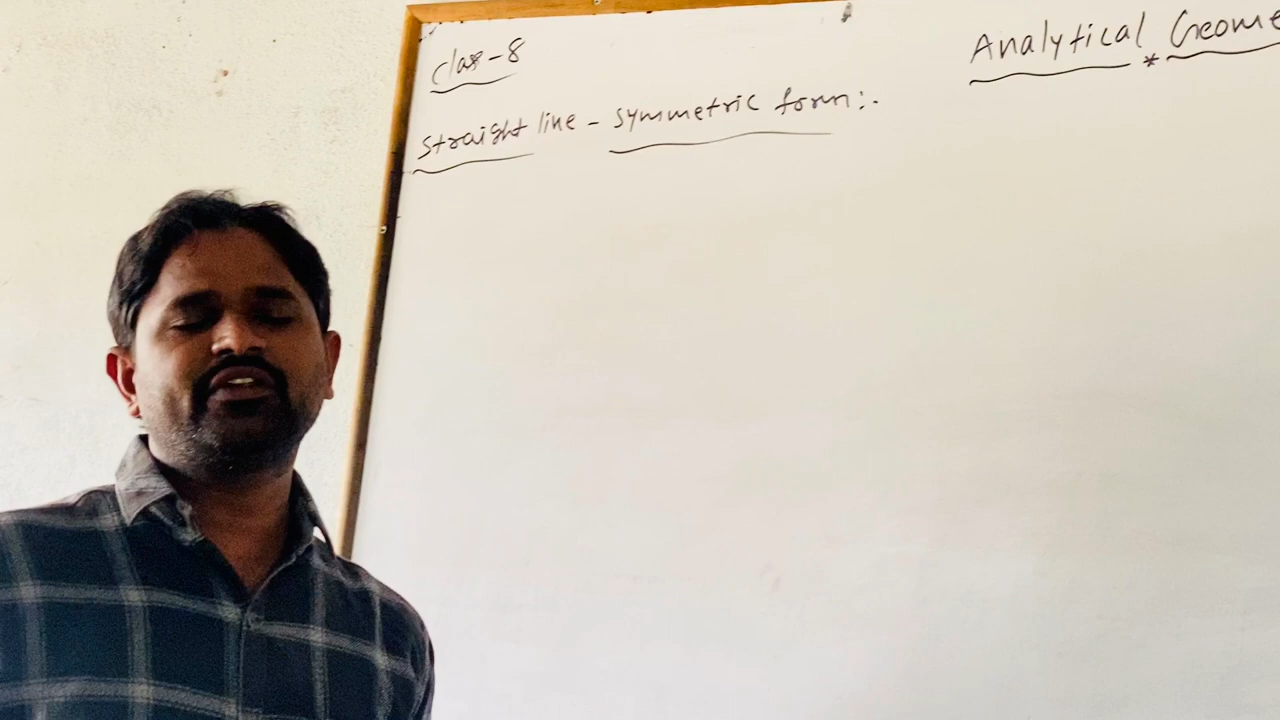 Class-8
Analytical * Geome
straight line - symmetric form:.